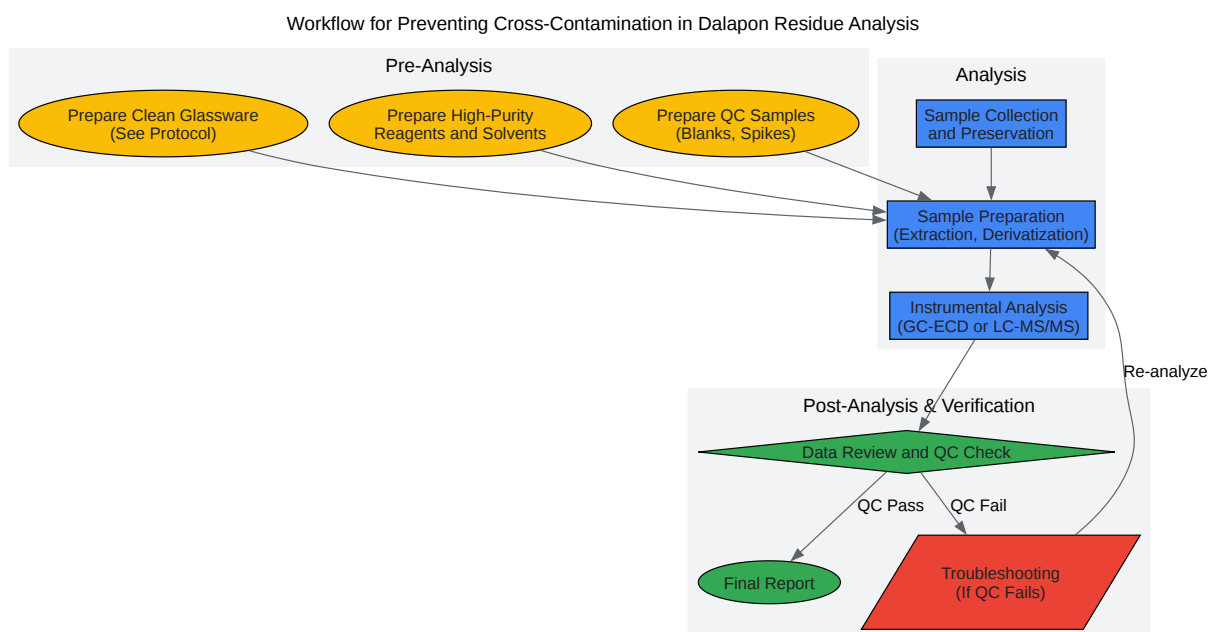 Workflow for Preventing Cross-Contamination in Dalapon Residue Analysis
Pre-Analysis
Prepare Clean Glassware
(See Protocol)
Prepare High-Purity
Reagents and Solvents
Prepare QC Samples
(Blanks, Spikes)
Analysis
Sample Collection
and Preservation
Sample Preparation
(Extraction, Derivatization)
Instrumental Analysis
(GC-ECD or LC-MS/MS)
Re-analyze
Post-Analysis & Verification
Data Review and QC Check
QC Pass
QC Fail
Final Report
Troubleshooting
(If QC Fails)